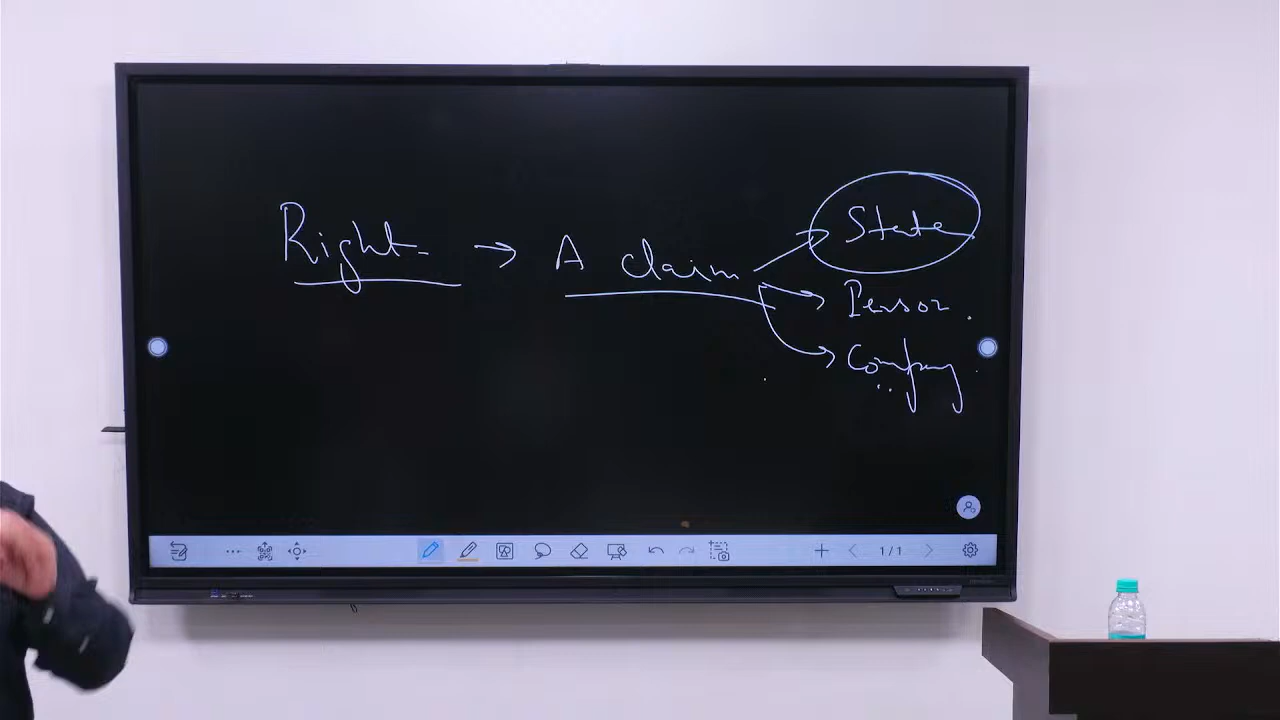 Right → A claim → State
→ Person.
→ Company
1/1